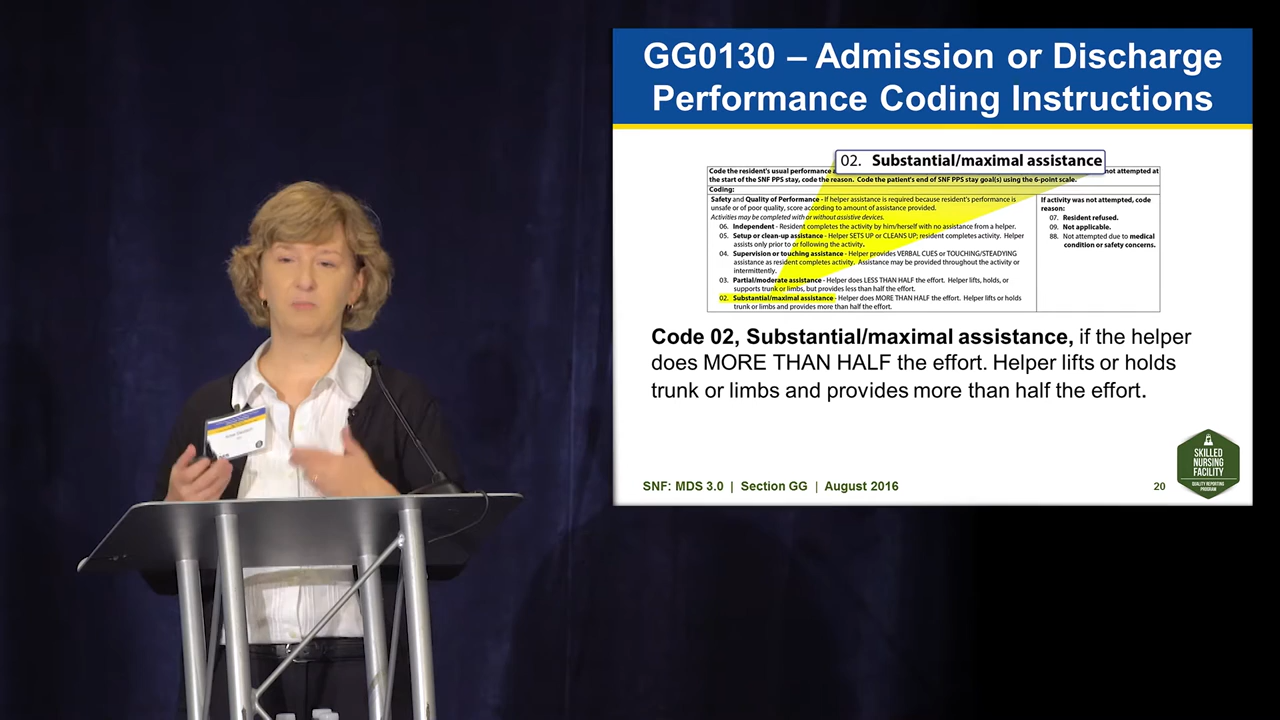 GG0130 – Admission or Discharge
Performance Coding Instructions
02. Substantial/maximal assistance
Code the resident's usual performance a
not attempted at
the start of the SNF PPS stay, code the reason. Code the patient's end of SNF PPS stay goal(s) using the 6-point scale.
Coding:
Safety and Quality of Performance - If helper assistance is required because resident's performance is
unsafe or of poor quality, score according to amount of assistance provided.
Activities may be completed with or without assistive devices.
06. Independent - Resident completes the activity by him/herself with no assistance from a helper.
05. Setup or clean-up assistance - Helper SETS UP or CLEANS UP; resident completes activity. Helper
assists only prior to or following the activity.
04. Supervision or touching assistance - Helper provides VERBAL CUES or TOUCHING/STEADYING
assistance as resident completes activity. Assistance may be provided throughout the activity or
intermittently.
03. Partial/moderate assistance - Helper does LESS THAN HALF the effort. Helper lifts, holds, or
supports trunk or limbs, but provides less than half the effort.
02. Substantial/maximal assistance - Helper does MORE THAN HALF the effort. Helper lifts or holds
trunk or limbs and provides more than half the effort.
If activity was not attempted, code
reason:
07. Resident refused.
09. Not applicable.
88. Not attempted due to medical
condition or safety concerns.
Code 02, Substantial/maximal assistance, if the helper
does MORE THAN HALF the effort. Helper lifts or holds
trunk or limbs and provides more than half the effort.
SNF: MDS 3.0 | Section GG | August 2016
20
SKILLED
NURSING
FACILITY
QUALITY REPORTING
PROGRAM